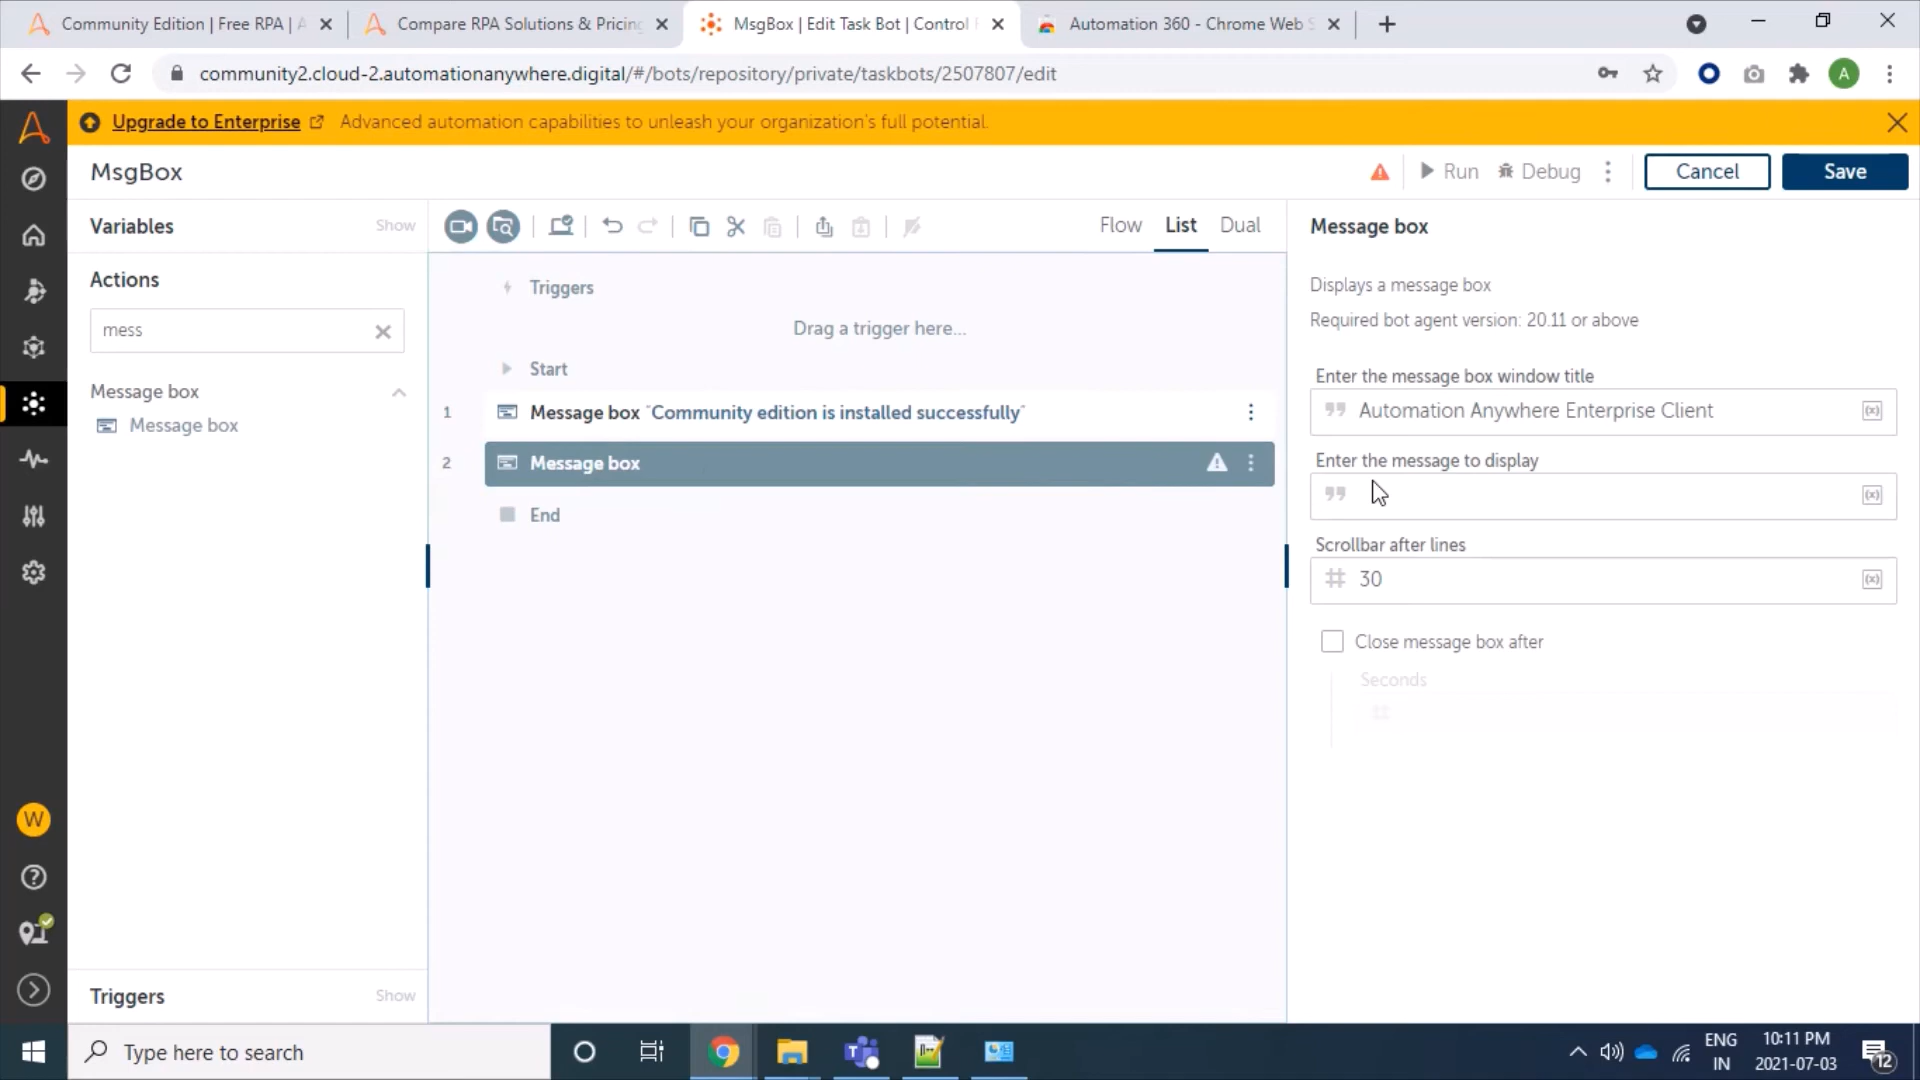 Community Edition | Free RPA | A
Compare RPA Solutions & Pricing
MsgBox | Edit Task Bot | Control
Automation 360 - Chrome Web S
community2.cloud-2.automationanywhere.digital/#/bots/repository/private/taskbots/2507807/edit
A
Upgrade to Enterprise Advanced automation capabilities to unleash your organization's full potential.
MsgBox
Run Debug Cancel Save
Variables Show
Flow List Dual
Message box
Actions
mess
Message box
Message box
Triggers
Drag a trigger here...
Start
1 Message box "Community edition is installed successfully"
2 Message box
End
Displays a message box
Required bot agent version: 20.11 or above
Enter the message box window title
Automation Anywhere Enterprise Client
(x)
Enter the message to display
(x)
Scrollbar after lines
30
(x)
Close message box after
Seconds
W
Triggers Show
Type here to search
ENG
IN
10:11 PM
2021-07-03
12